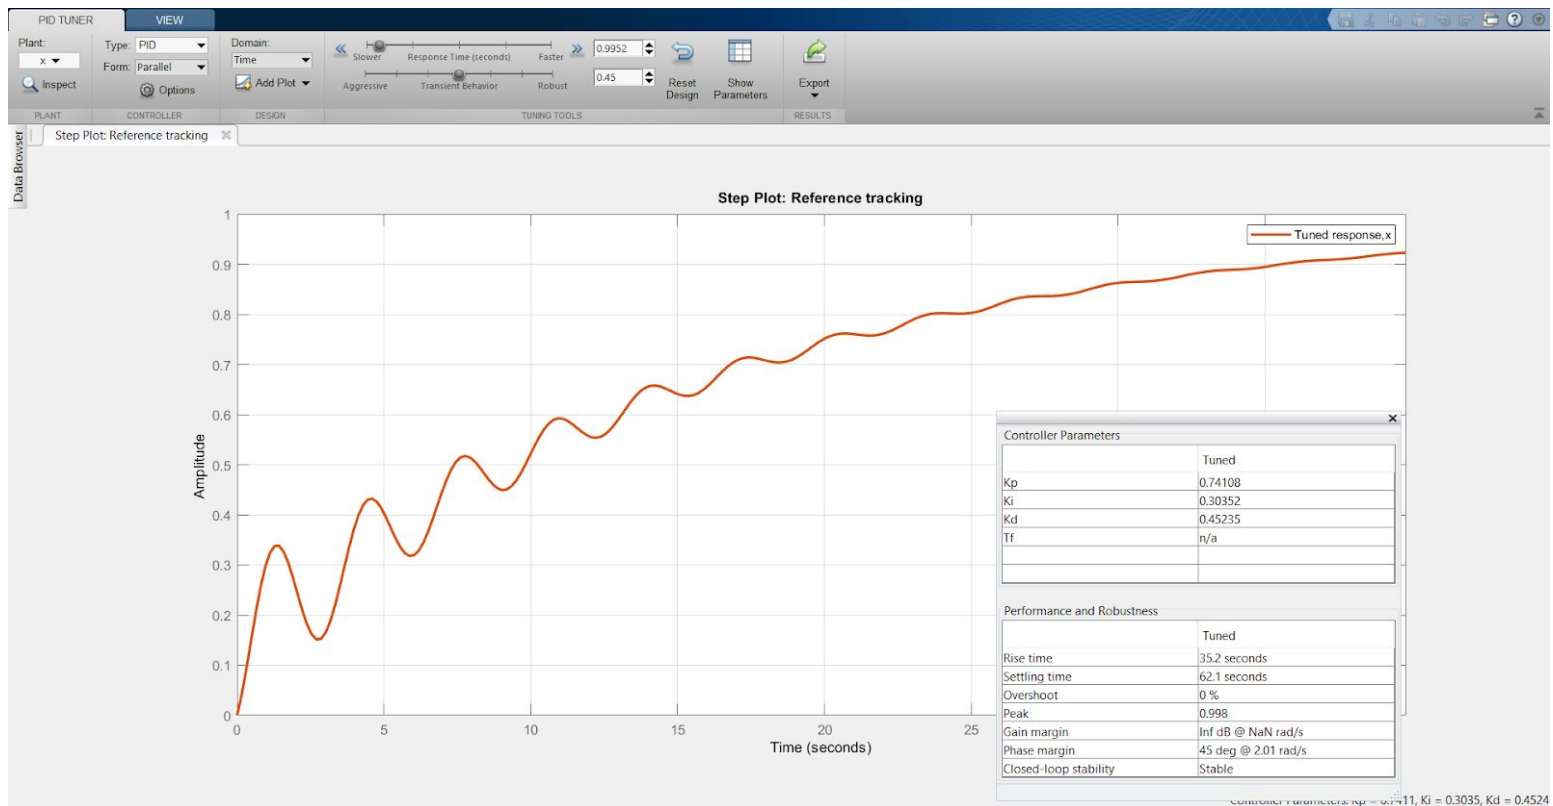 PID TUNER VIEW
Plant: Type: PID Domain:
x Form: Parallel Time
Inspect Options Add Plot
Slower Response Time (seconds) Faster 0.9952
Aggressive Transient Behavior Robust 0.45
Reset Design Show Parameters Export
PLANT CONTROLLER DESIGN TUNING TOOLS RESULTS
Step Plot: Reference tracking
Data Browser
Step Plot: Reference tracking
Tuned response,x
1
0.9
0.8
0.7
0.6
0.5
0.4
0.3
0.2
0.1
0
Amplitude
0 5 10 15 20 25
Time (seconds)
Controller Parameters
Tuned
Kp 0.74108
Ki 0.30352
Kd 0.45235
Tf n/a
Performance and Robustness
Tuned
Rise time 35.2 seconds
Settling time 62.1 seconds
Overshoot 0 %
Peak 0.998
Gain margin Inf dB @ NaN rad/s
Phase margin 45 deg @ 2.01 rad/s
Closed-loop stability Stable
Controller Parameters: Kp = 0.7411, Ki = 0.3035, Kd = 0.4524